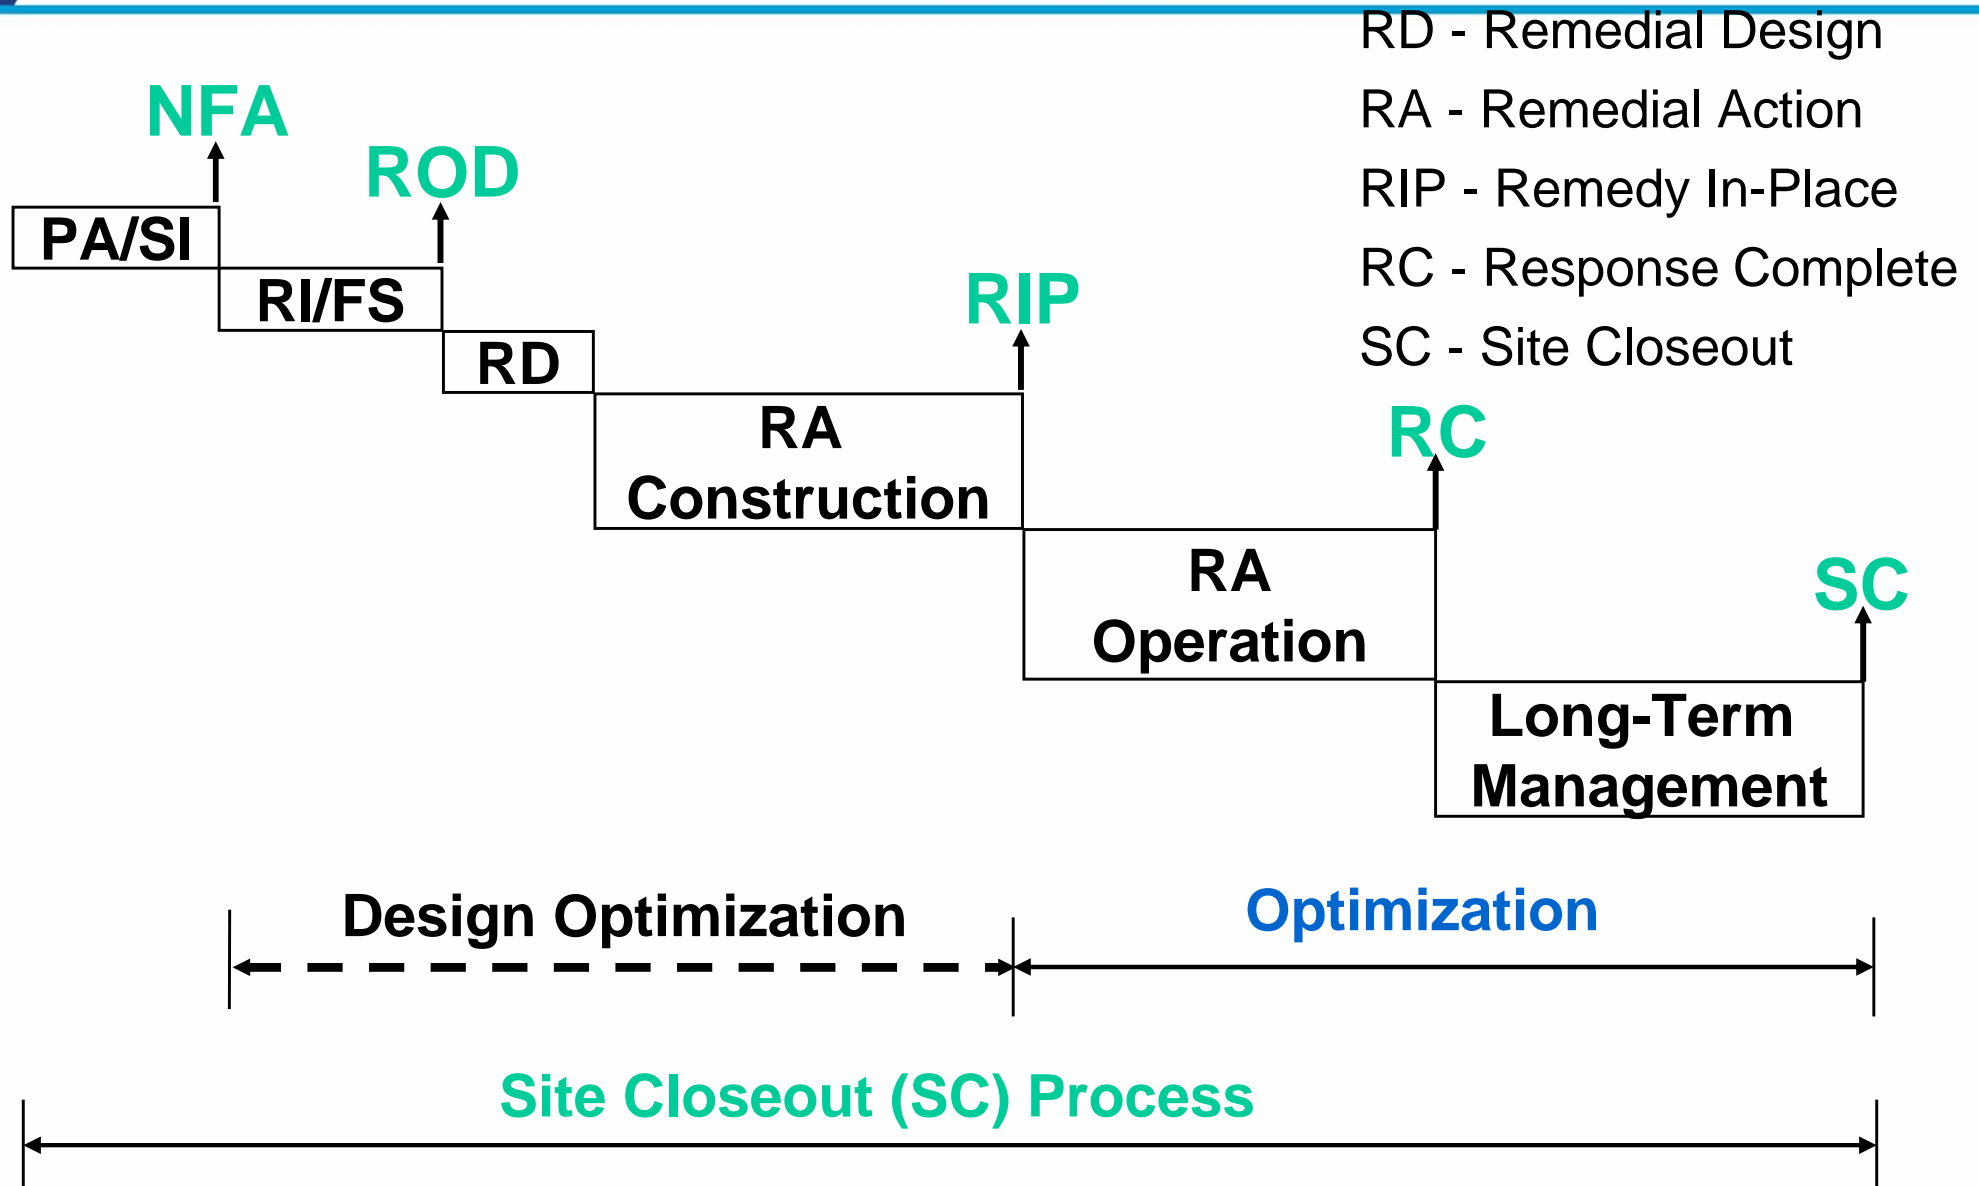 RD - Remedial Design
RA - Remedial Action
RIP - Remedy In-Place
RC - Response Complete
SC - Site Closeout
NFA
ROD
PA/SI
RI/FS
RIP
RD
RA
Construction
RC
RA
Operation
SC
Long-Term
Management
Design Optimization
Optimization
Site Closeout (SC) Process